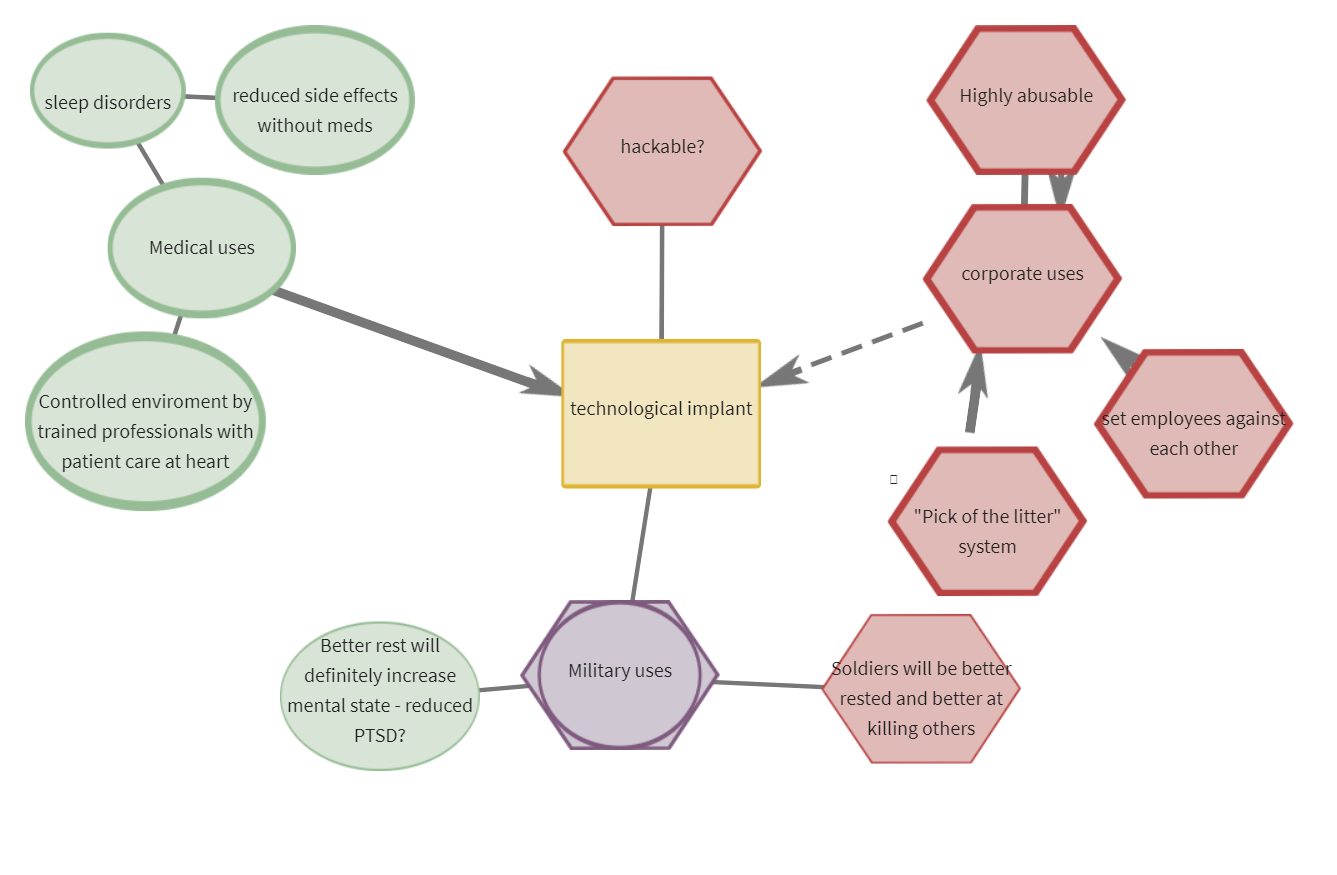 sleep disorders
reduced side effects
without meds
Medical uses
Controlled enviroment by
trained professionals with
patient care at heart
hackable?
technological implant
Highly abusable
corporate uses
set employees against
each other
"Pick of the litter"
system
Military uses
Better rest will
definitely increase
mental state - reduced
PTSD?
Soldiers will be better
rested and better at
killing others